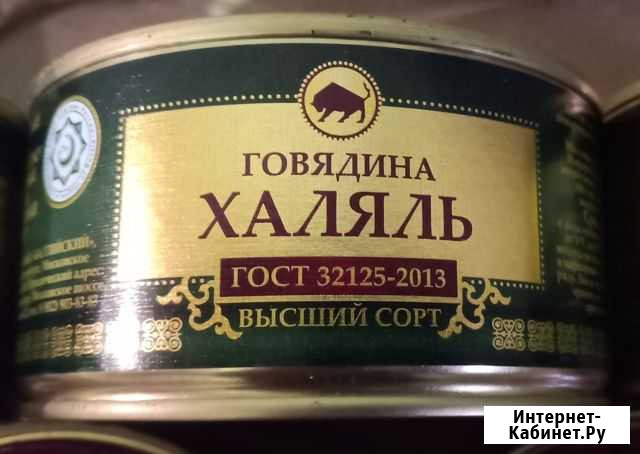 ГОВЯДИНА
ХАЛЯЛЬ
ГОСТ 32125-2013
ВЫСШИЙ СОРТ
Интернет-
Кабинет.Ру